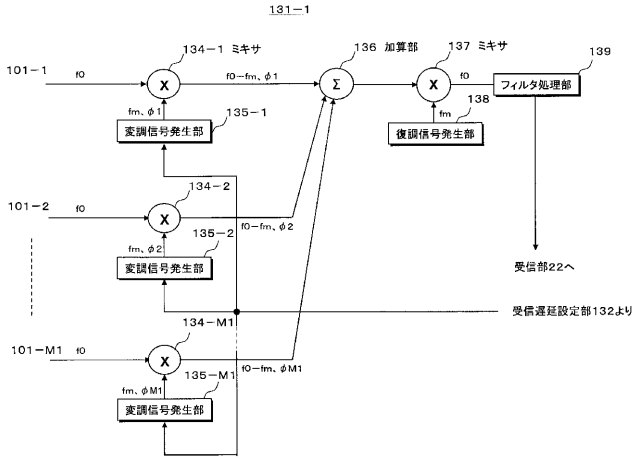 131-1
134-1 ミキサ
136 加算部
137 ミキサ
139
101-1
f0
X
f0-fm、φ1
Σ
X
f0
フィルタ処理部
fm、φ1
135-1
fm
138
変調信号発生部
復調信号発生部
134-2
101-2
f0
X
f0-fm、φ2
fm、φ2
135-2
変調信号発生部
受信部22へ
受信遅延設定部132より
134-M1
101-M1
f0
X
f0-fm、φM1
fm、φM1
135-M1
変調信号発生部